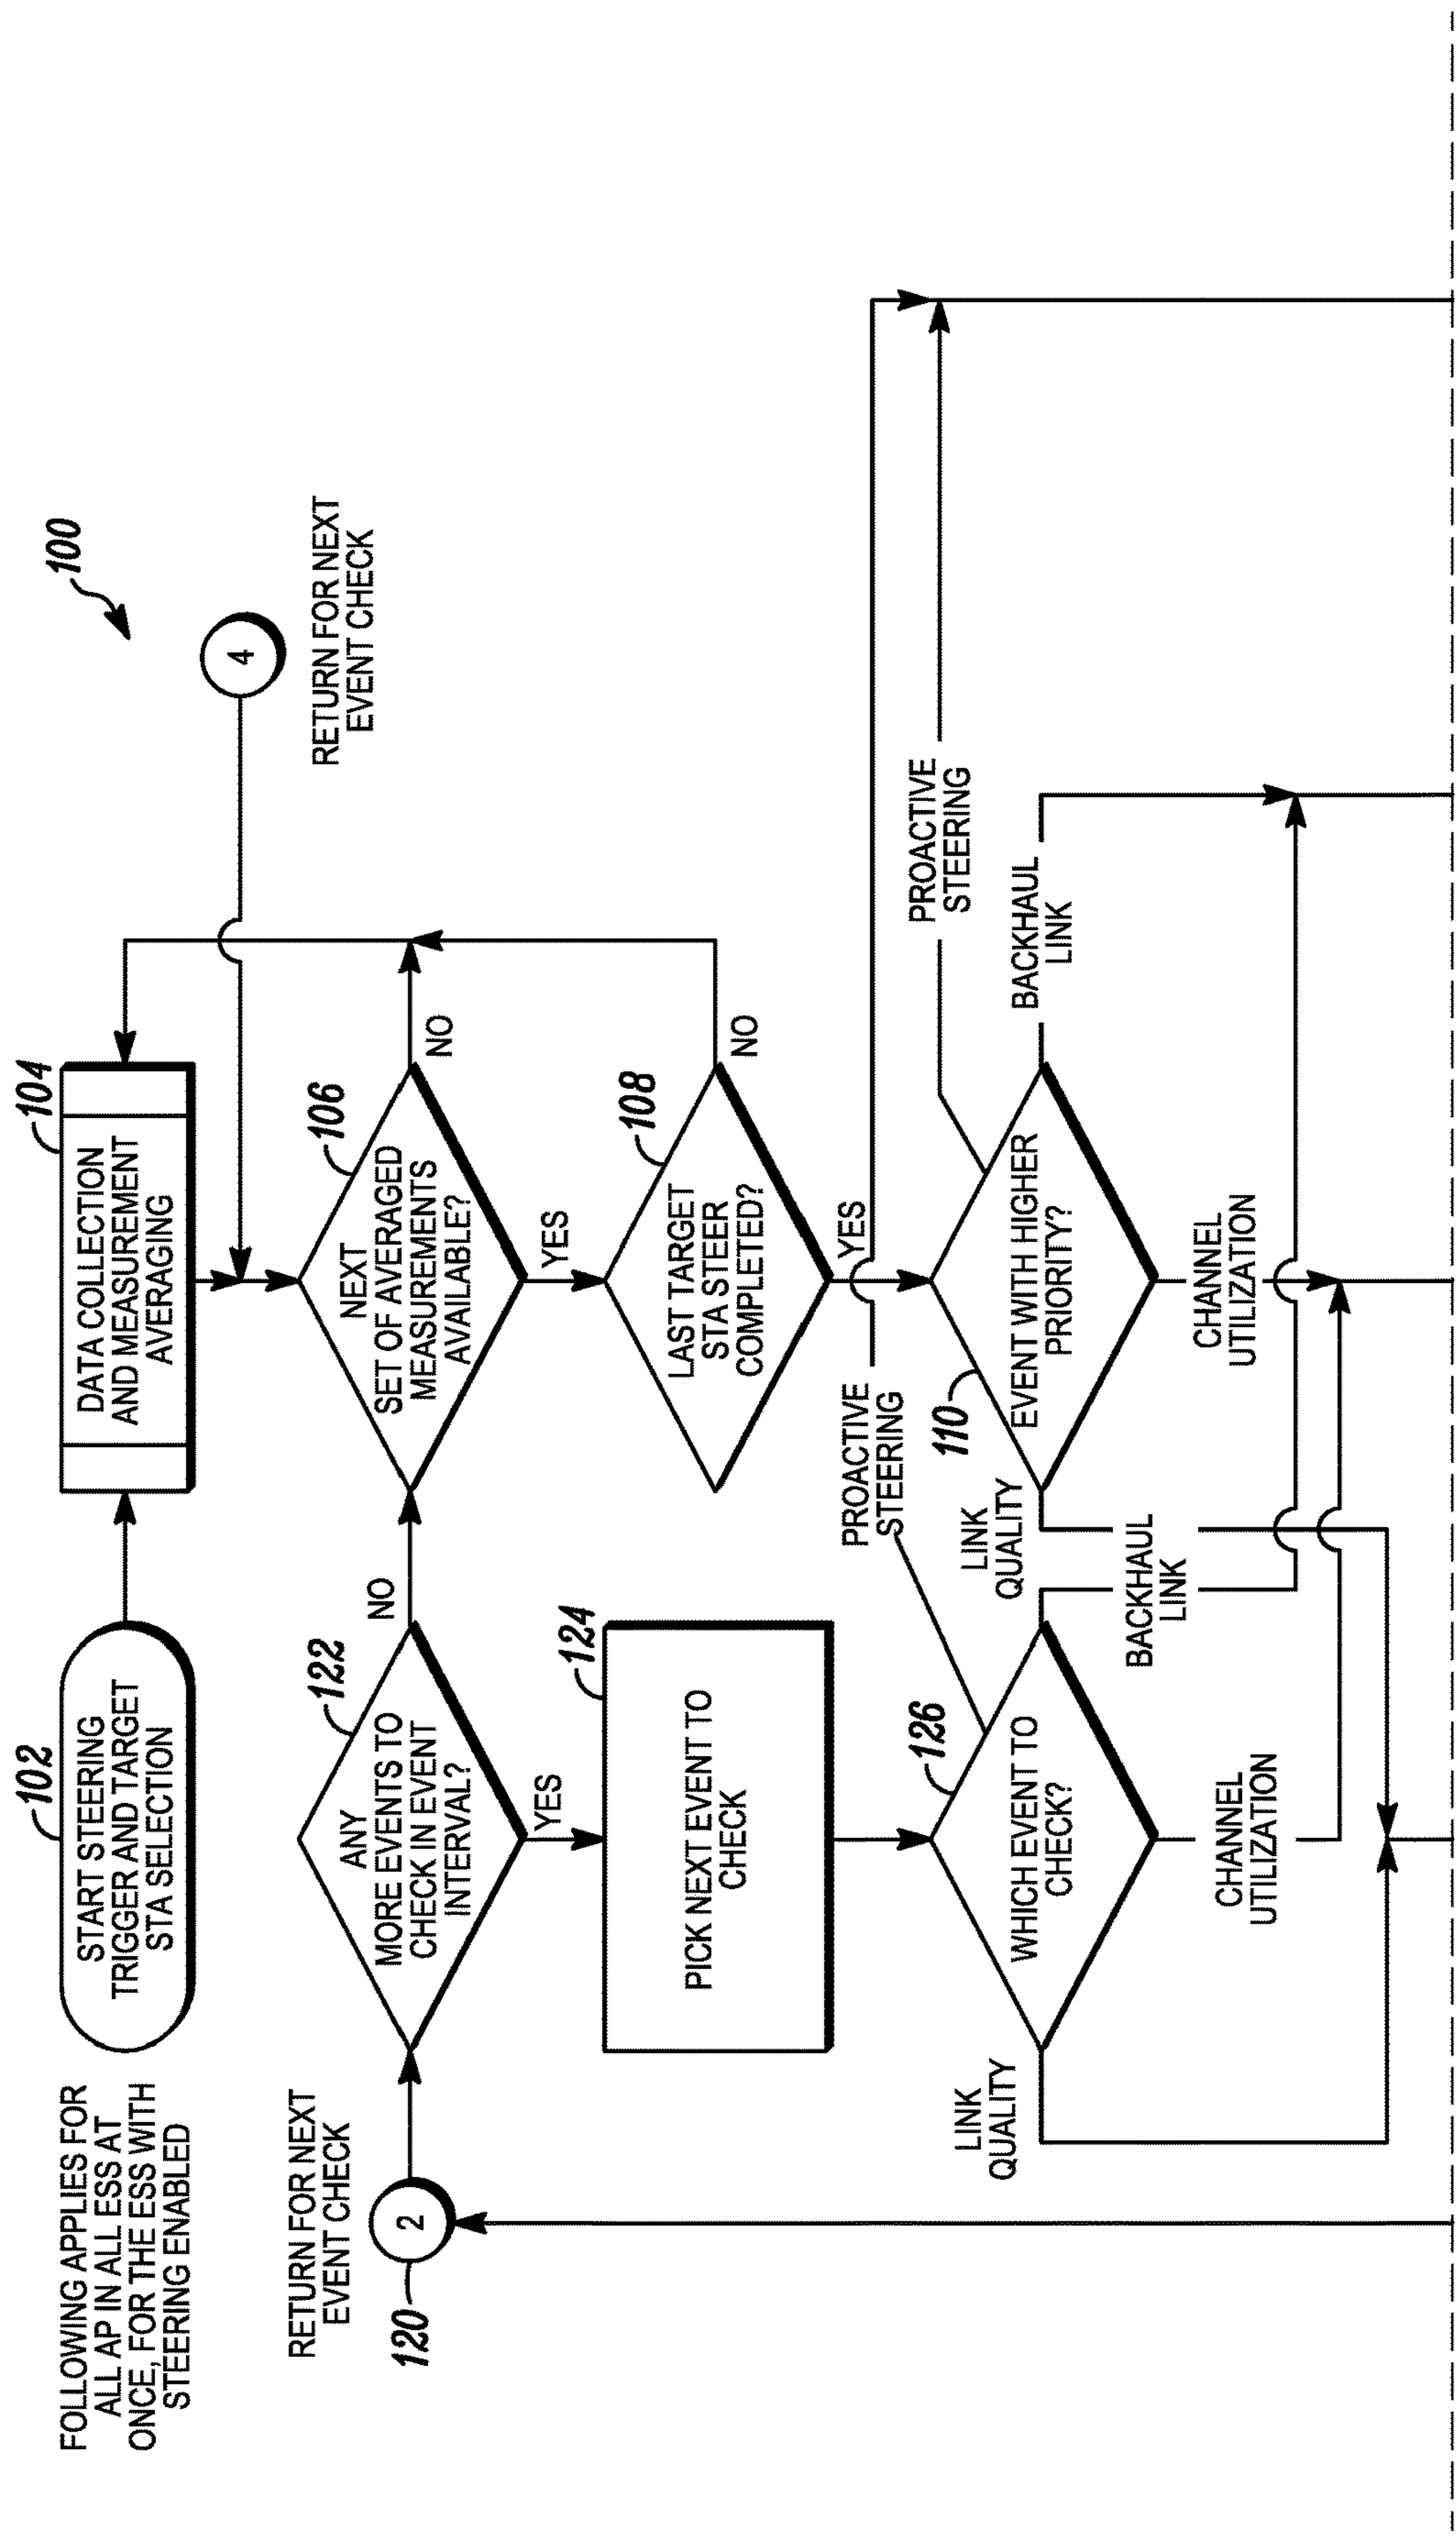 100
FOLLOWING APPLIES FOR
ALL AP IN ALL ESS AT
ONCE, FOR THE ESS WITH
STEERING ENABLED
102
START STEERING
TRIGGER AND TARGET
STA SELECTION
104
DATA COLLECTION
AND MEASUREMENT
AVERAGING
4
RETURN FOR NEXT
EVENT CHECK
RETURN FOR NEXT
EVENT CHECK
2
120
122
ANY
MORE EVENTS TO
CHECK IN EVENT
INTERVAL?
NO
YES
106
NEXT
SET OF AVERAGED
MEASUREMENTS
AVAILABLE?
NO
YES
124
PICK NEXT EVENT TO
CHECK
108
LAST TARGET
STA STEER
COMPLETED?
NO
YES
PROACTIVE
STEERING
PROACTIVE
STEERING
LINK
QUALITY
126
WHICH EVENT TO
CHECK?
BACKHAUL
LINK
CHANNEL
UTILIZATION
LINK
QUALITY
110
EVENT WITH HIGHER
PRIORITY?
BACKHAUL
LINK
CHANNEL
UTILIZATION